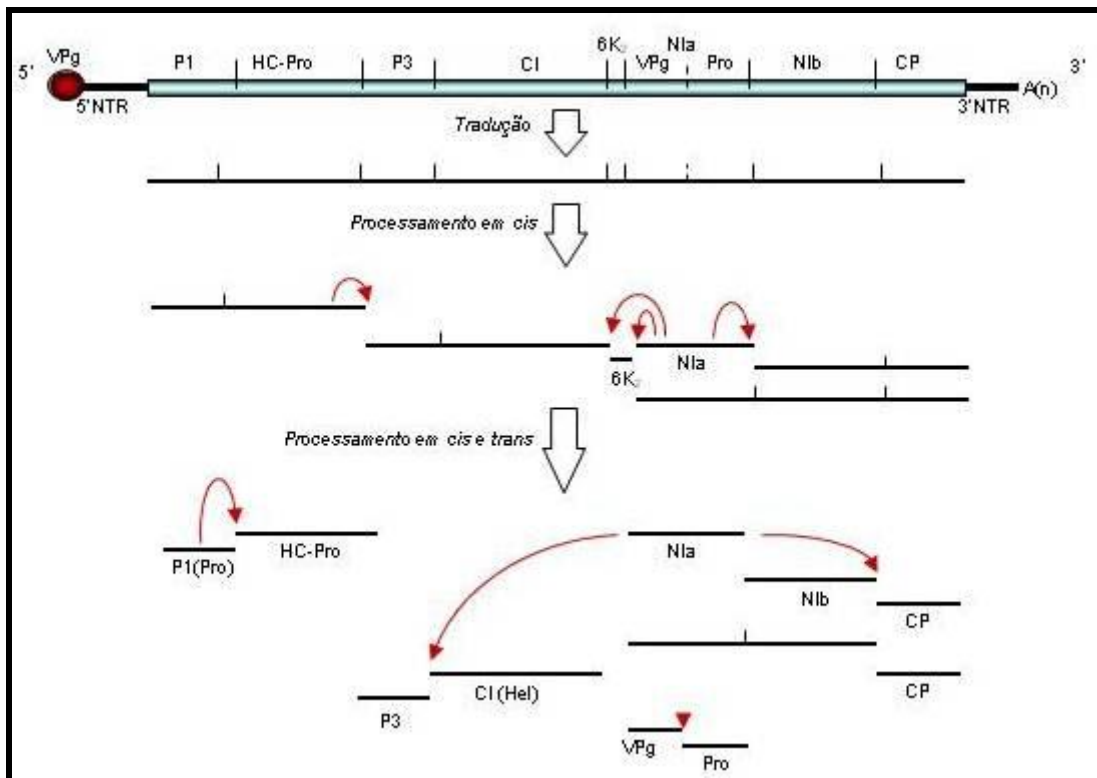 6K₂ NIa
VPg
5' P1 HC-Pro P3 CI VPg Pro NIb CP 3'
A(n)
5'NTR 3'NTR
Tradução
Processamento em cis
NIa
6K₂
Processamento em cis e trans
HC-Pro NIa
P1(Pro)
NIb
CP
CI (Hel) CP
P3
VPg
Pro